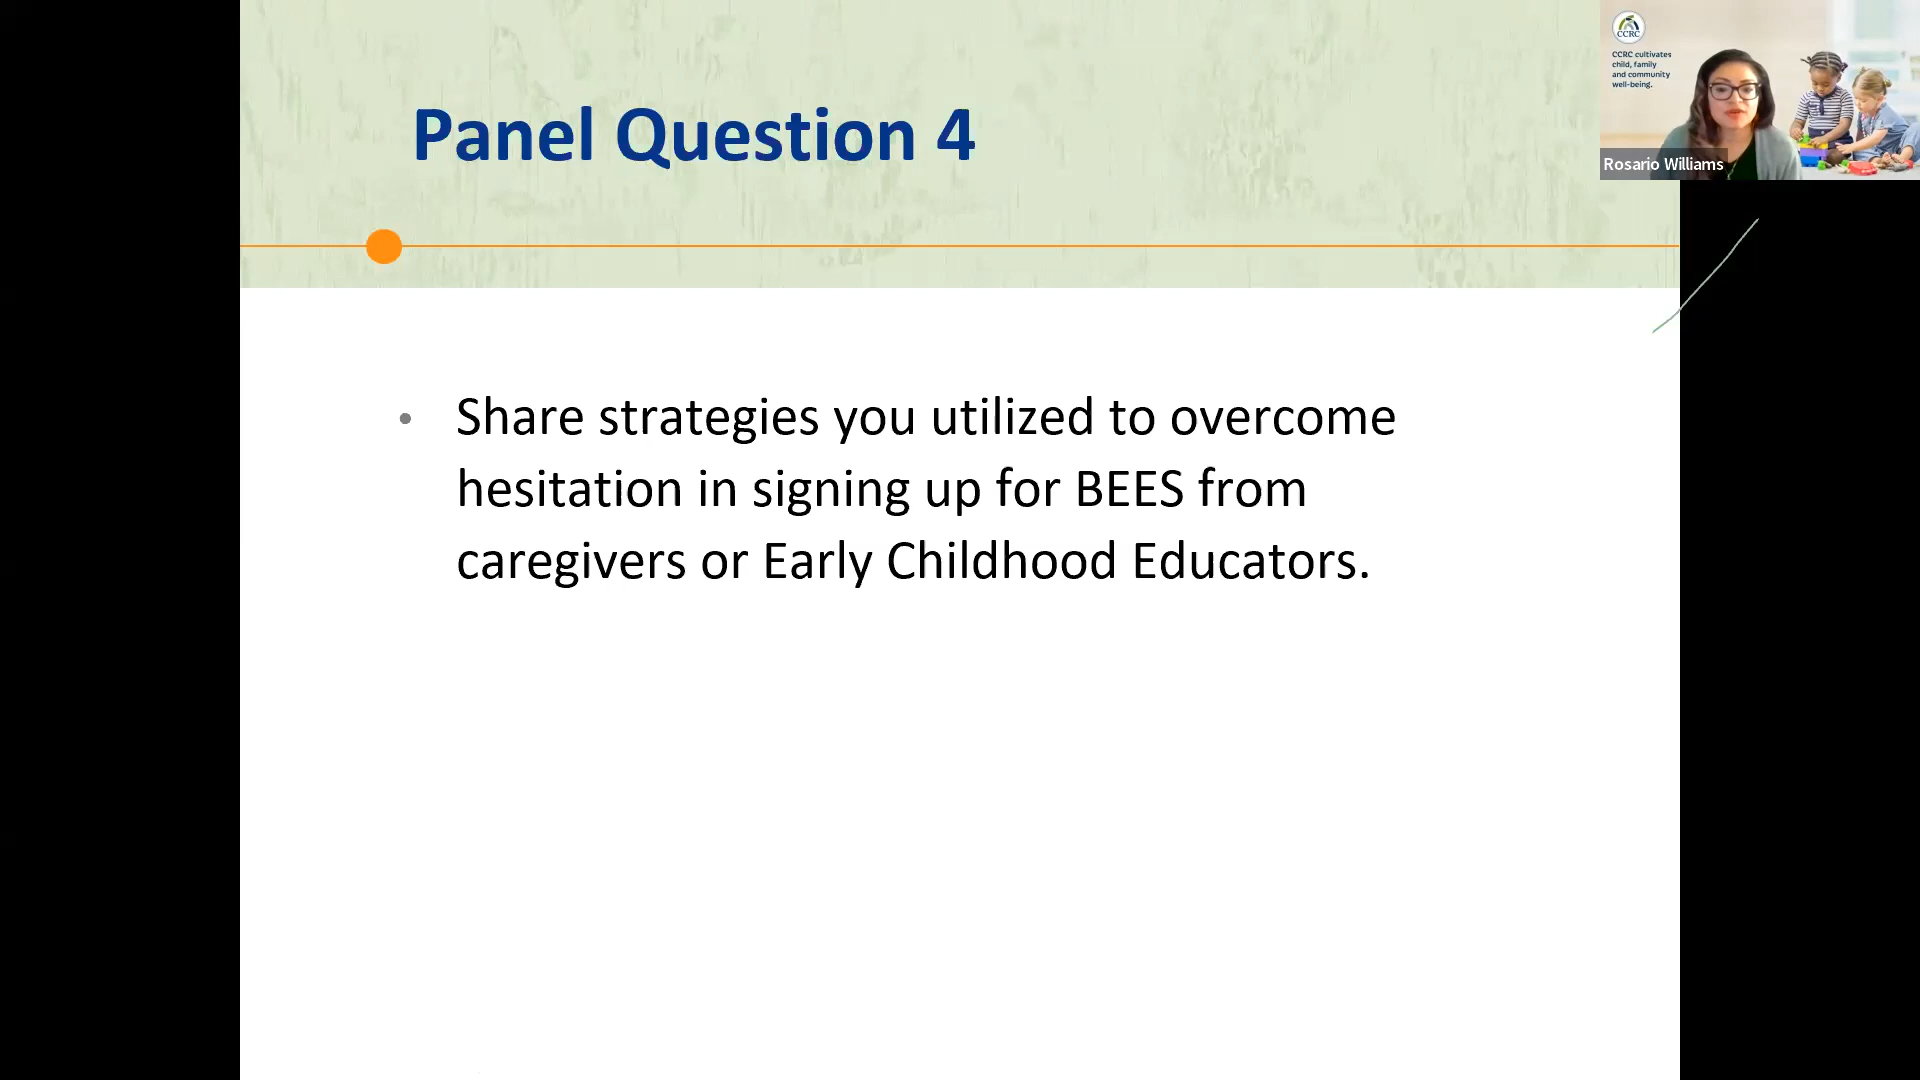 Panel Question 4
CCRC
CCRC cultivates
child, family
and community
well-being.
Rosario Williams
• Share strategies you utilized to overcome
hesitation in signing up for BEES from
caregivers or Early Childhood Educators.